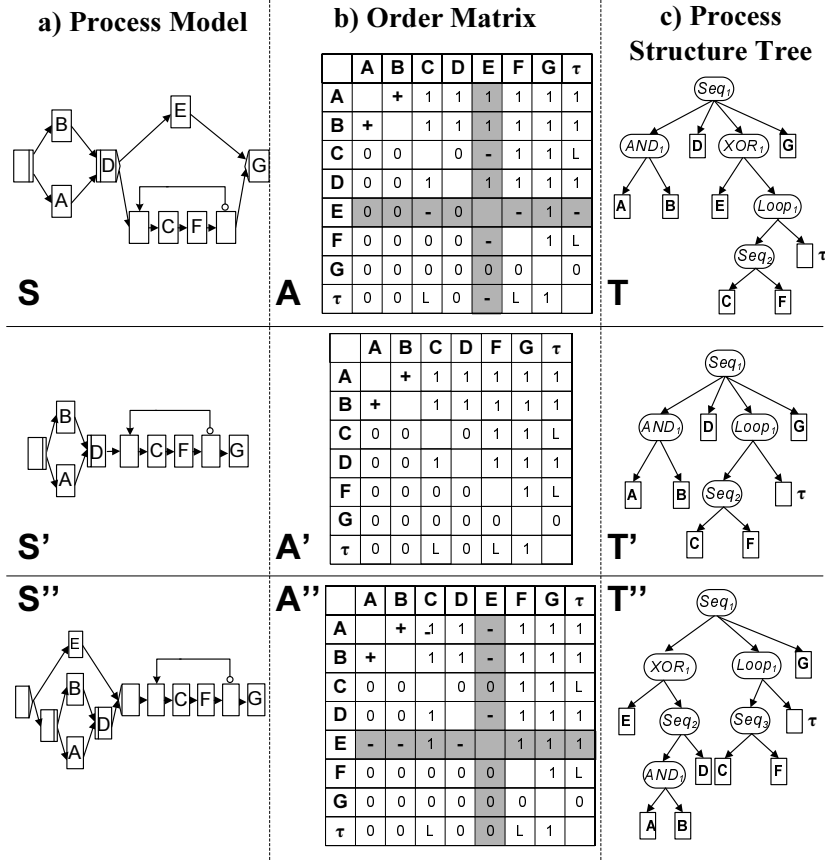 a) Process Model
b) Order Matrix
c) Process Structure Tree
B
E
D
G
A
C F
S
A B C D E F G τ
A + 1 1 1 1 1 1
B + 1 1 1 1 1 1
C 0 0 0 - 1 1 L
D 0 0 1 1 1 1 1
E 0 0 - 0 - 1 -
F 0 0 0 0 - 1 L
G 0 0 0 0 0 0 0
τ 0 0 L 0 - L 1
A
Seq1
AND1 D XOR1 G
A B E Loop1
Seq2 τ
C F
T
B
D C F G
A
S'
A B C D F G τ
A + 1 1 1 1 1
B + 1 1 1 1 1
C 0 0 0 1 1 L
D 0 0 1 1 1 1
F 0 0 0 0 1 L
G 0 0 0 0 0 0
τ 0 0 L 0 L 1
A'
Seq1
AND1 D Loop1 G
A B Seq2 τ
C F
T'
S''
E
B
D C F G
A
A''
A B C D E F G τ
A + -1 1 - 1 1 1
B + 1 1 - 1 1 1
C 0 0 0 0 1 1 L
D 0 0 1 - 1 1 1
E - - 1 - 1 1 1
F 0 0 0 0 0 1 L
G 0 0 0 0 0 0 0
τ 0 0 L 0 0 L 1
T''
Seq1
XOR1 Loop1 G
E Seq2 Seq3 τ
AND1 D C F
A B